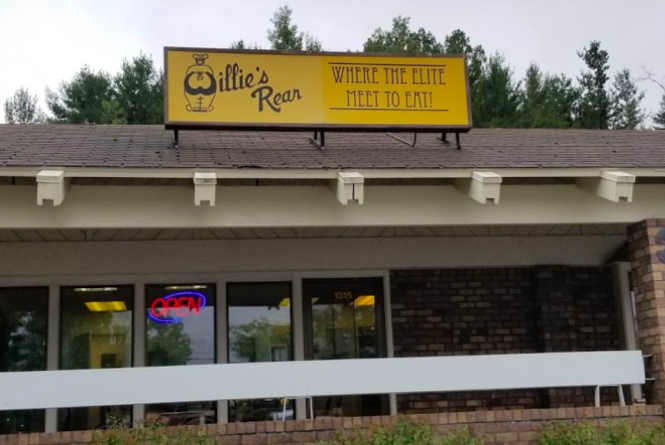 Willie's
Rear
WHERE THE ELITE
MEET TO EAT!
OPEN
1315